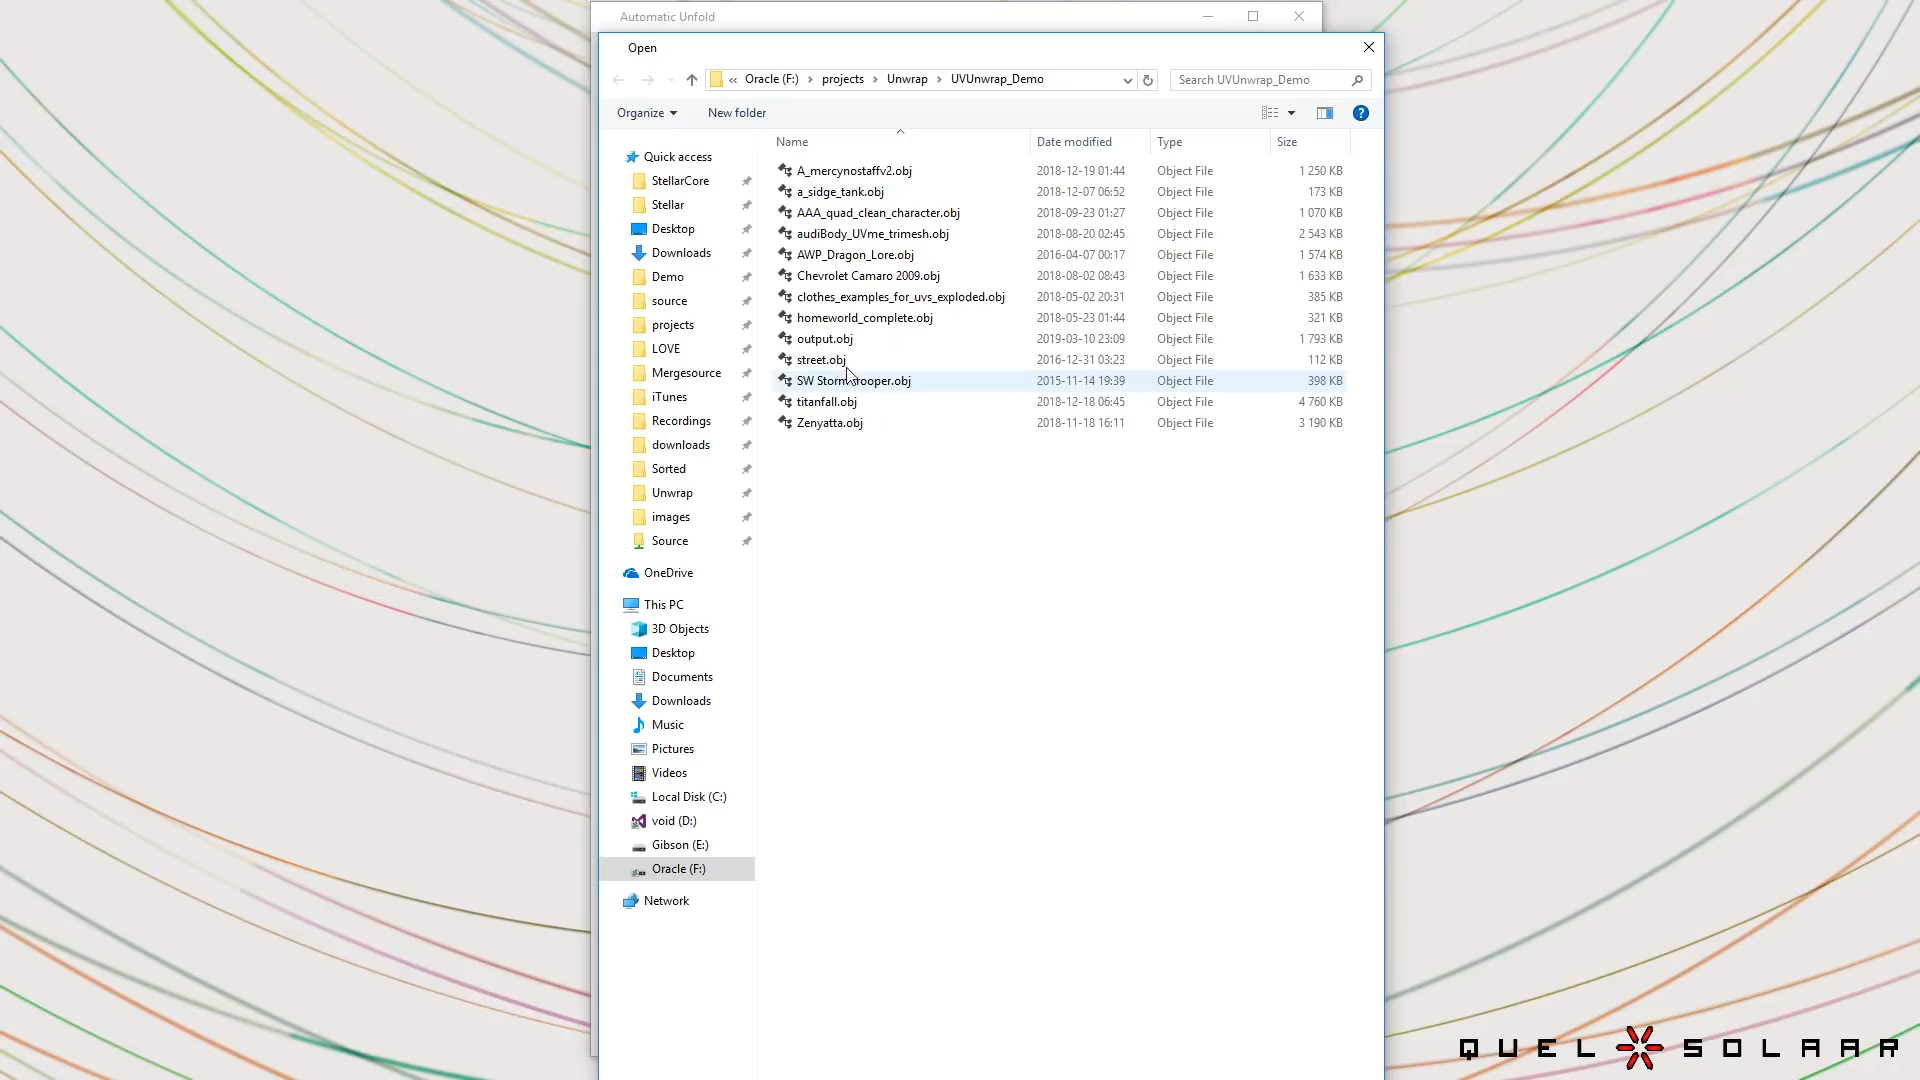 Automatic Unfold
Open
« Oracle (F:) › projects › Unwrap › UVUnwrap_Demo
Search UVUnwrap_Demo
Organize
New folder
Name Date modified Type Size
A_mercynostaffv2.obj 2018-12-19 01:44 Object File 1 250 KB
a_sidge_tank.obj 2018-12-07 06:52 Object File 173 KB
AAA_quad_clean_character.obj 2018-09-23 01:27 Object File 1 070 KB
audiBody_UVme_trimesh.obj 2018-08-20 02:45 Object File 2 543 KB
AWP_Dragon_Lore.obj 2016-04-07 00:17 Object File 1 574 KB
Chevrolet Camaro 2009.obj 2018-08-02 08:43 Object File 1 633 KB
clothes_examples_for_uvs_exploded.obj 2018-05-02 20:31 Object File 385 KB
homeworld_complete.obj 2018-05-23 01:44 Object File 321 KB
output.obj 2019-03-10 23:09 Object File 1 793 KB
street.obj 2016-12-31 03:23 Object File 112 KB
SW Stormtrooper.obj 2015-11-14 19:39 Object File 398 KB
titanfall.obj 2018-12-18 06:45 Object File 4 760 KB
Zenyatta.obj 2018-11-18 16:11 Object File 3 190 KB
Quick access
StellarCore
Stellar
Desktop
Downloads
Demo
source
projects
LOVE
Mergesource
iTunes
Recordings
downloads
Sorted
Unwrap
images
Source
OneDrive
This PC
3D Objects
Desktop
Documents
Downloads
Music
Pictures
Videos
Local Disk (C:)
void (D:)
Gibson (E:)
Oracle (F:)
Network
QUEL SOLAAR